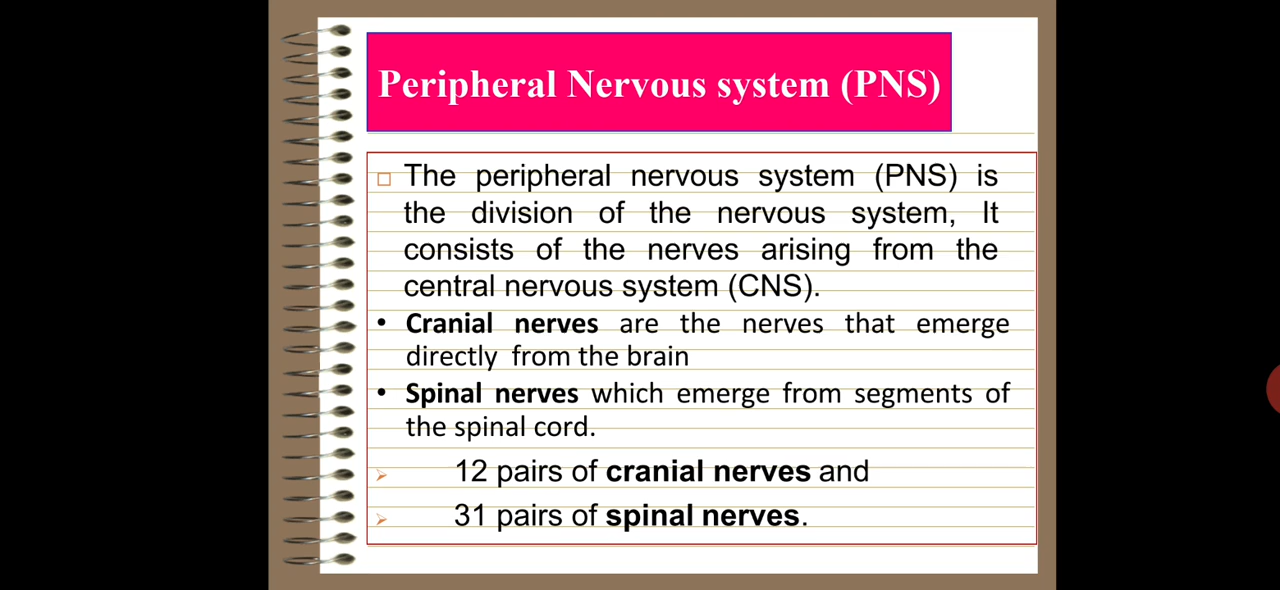 Peripheral Nervous system (PNS)
The peripheral nervous system (PNS) is
the division of the nervous system, It
consists of the nerves arising from the
central nervous system (CNS).
• Cranial nerves are the nerves that emerge
directly from the brain
• Spinal nerves which emerge from segments of
the spinal cord.
12 pairs of cranial nerves and
31 pairs of spinal nerves.